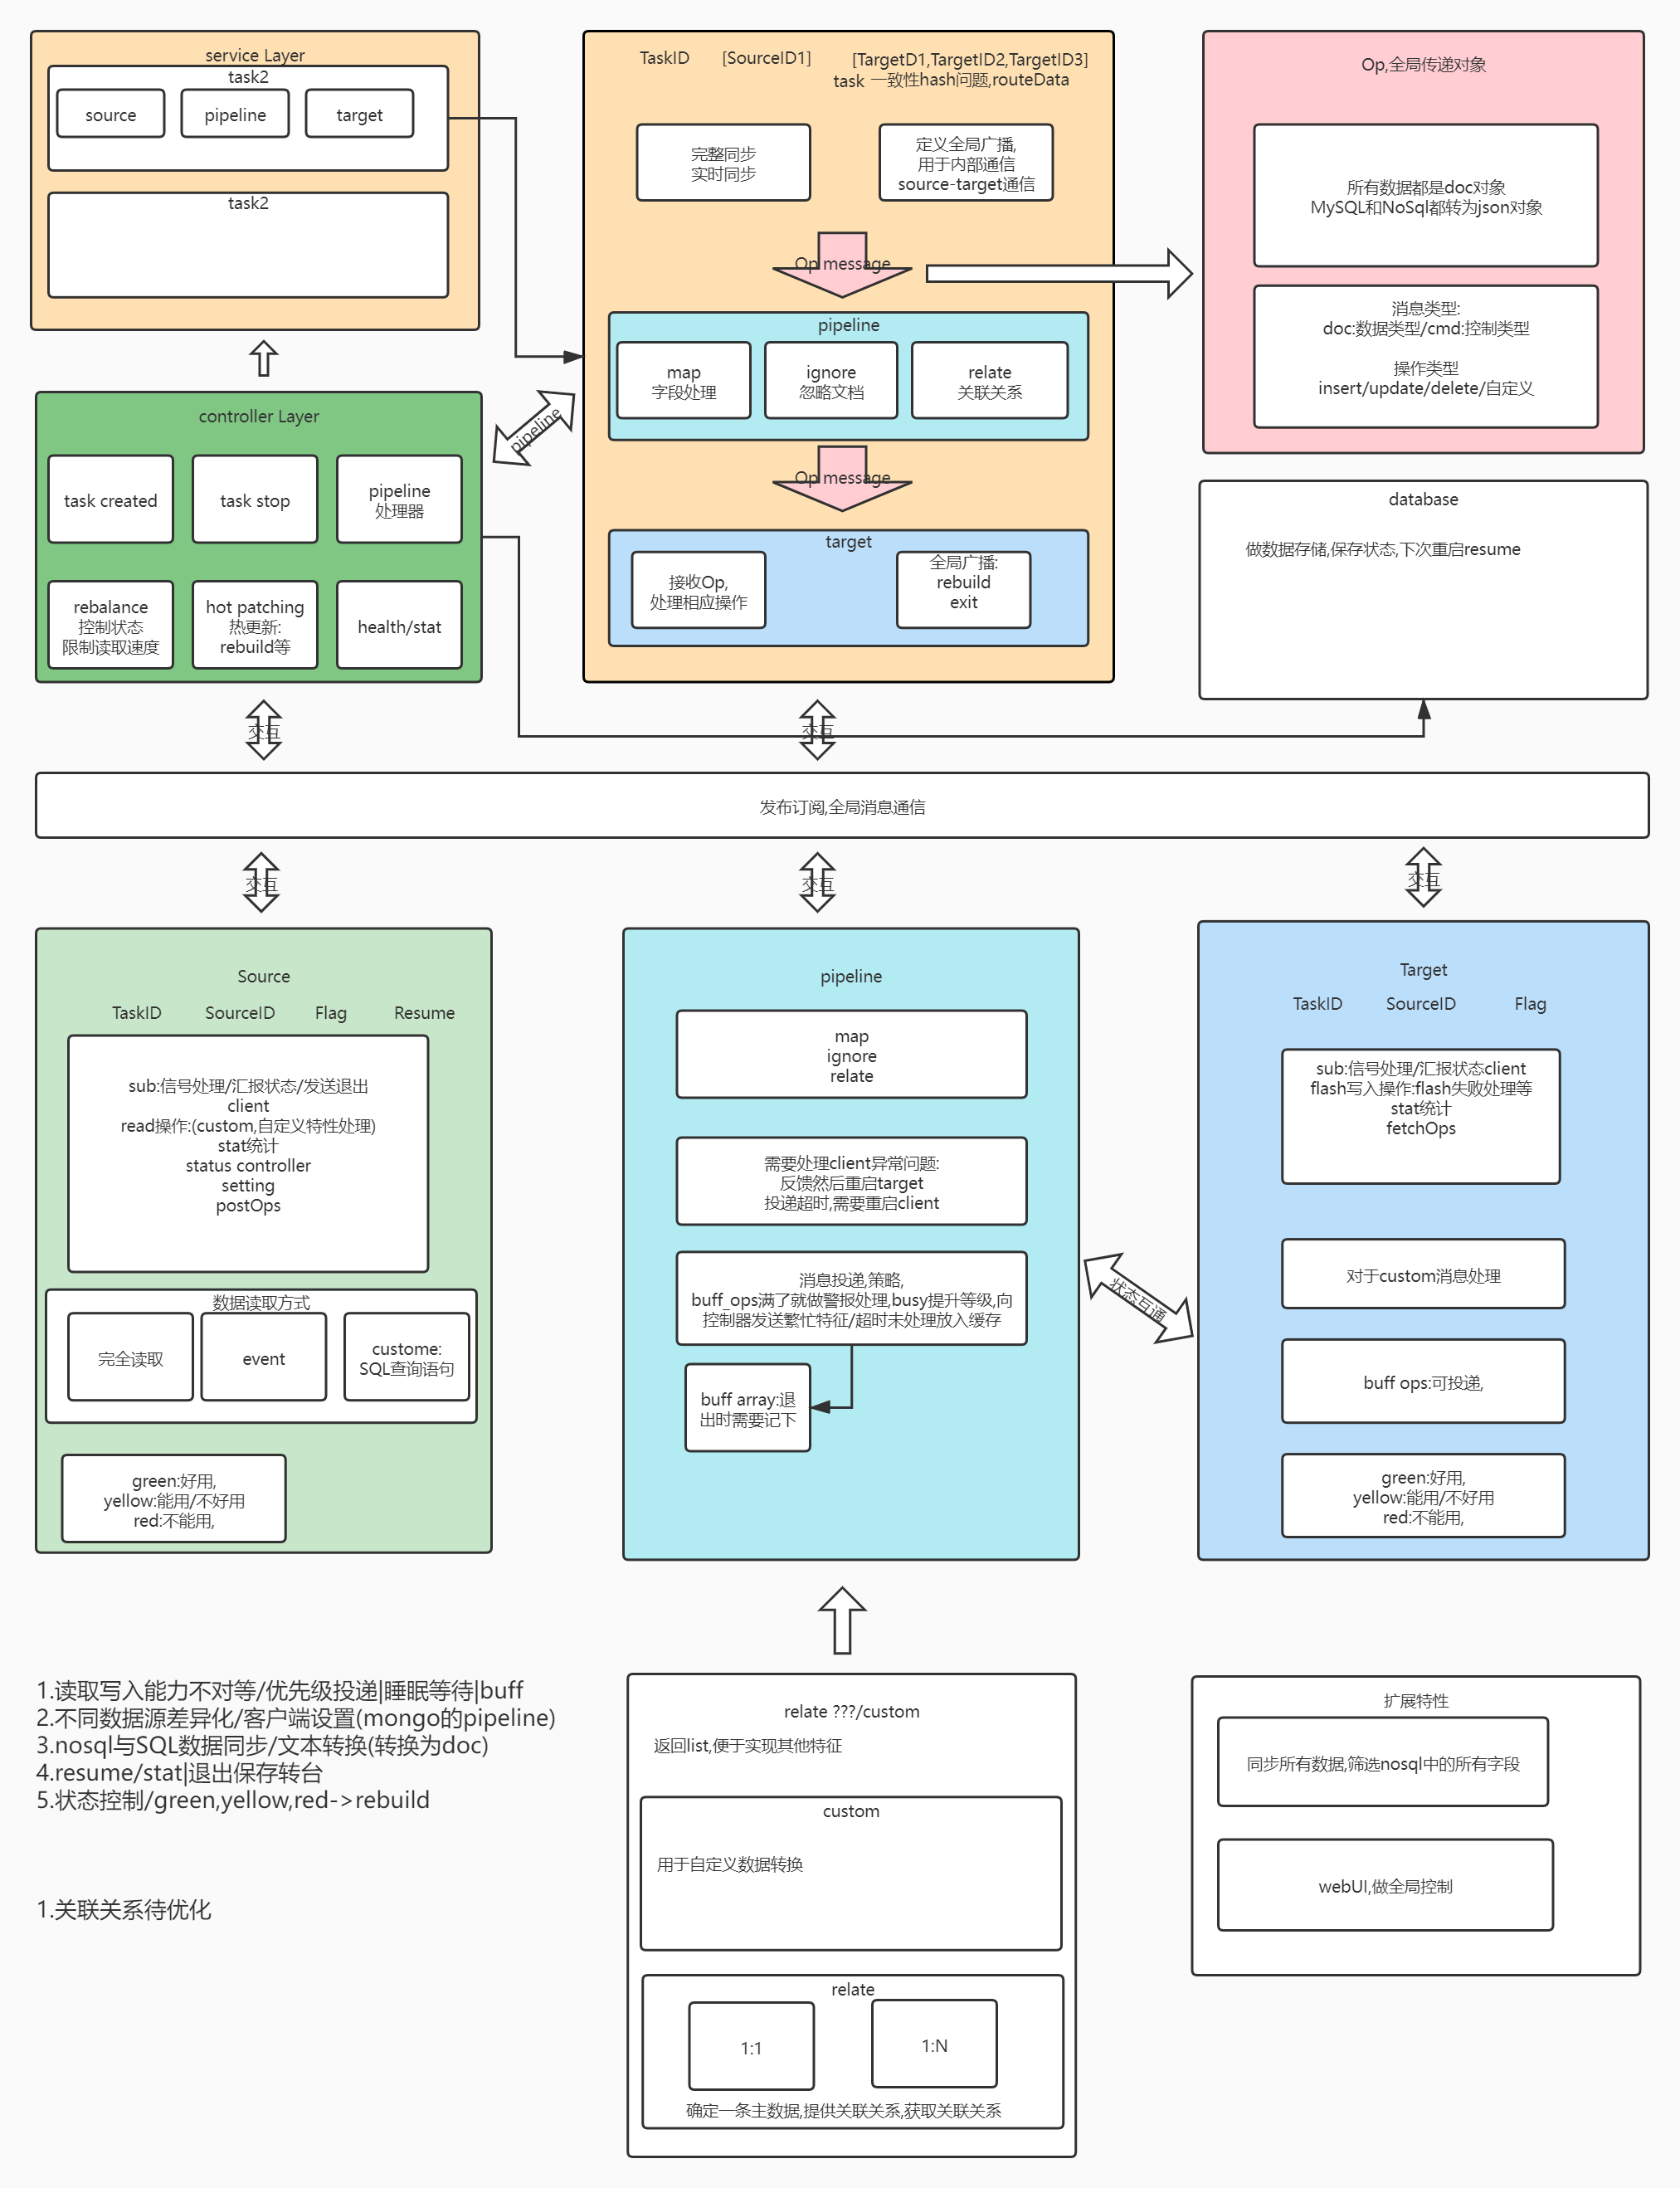 service Layer
task2
source
pipeline
target
task2
TaskID
[SourceID1]
[TargetD1,TargetID2,TargetID3]
task 一致性hash问题,routeData
完整同步
实时同步
定义全局广播,
用于内部通信
source-target通信
Op message
pipeline
map
字段处理
ignore
忽略文档
relate
关联关系
Op message
target
接收Op,
处理相应操作
全局广播:
rebuild
exit
Op,全局传递对象
所有数据都是doc对象
MySQL和NoSql都转为json对象
消息类型:
doc:数据类型/cmd:控制类型
操作类型
insert/update/delete/自定义
controller Layer
task created
task stop
pipeline
处理器
rebalance
控制状态
限制读取速度
hot patching
热更新:
rebuild等
health/stat
pipeline
database
做数据存储,保存状态,下次重启resume
交互
交互
发布订阅,全局消息通信
交互
交互
交互
Source
TaskID
SourceID
Flag
Resume
sub:信号处理/汇报状态/发送退出
client
read操作:(custom,自定义特性处理)
stat统计
status controller
setting
postOps
数据读取方式
完全读取
event
custome:
SQL查询语句
green:好用,
yellow:能用/不好用
red:不能用,
pipeline
map
ignore
relate
需要处理client异常问题:
反馈然后重启target
投递超时,需要重启client
消息投递,策略,
buff_ops满了就做警报处理,busy提升等级,向
控制器发送繁忙特征/超时未处理放入缓存
buff array:退
出时需要记下
状态互通
Target
TaskID
SourceID
Flag
sub:信号处理/汇报状态client
flash写入操作:flash失败处理等
stat统计
fetchOps
对于custom消息处理
buff ops:可投递,
green:好用,
yellow:能用/不好用
red:不能用,
1.读取写入能力不对等/优先级投递|睡眠等待|buff
2.不同数据源差异化/客户端设置(mongo的pipeline)
3.nosql与SQL数据同步/文本转换(转换为doc)
4.resume/stat|退出保存转台
5.状态控制/green,yellow,red->rebuild
1.关联关系待优化
relate ???/custom
返回list,便于实现其他特征
custom
用于自定义数据转换
relate
1:1
1:N
确定一条主数据,提供关联关系,获取关联关系
扩展特性
同步所有数据,筛选nosql中的所有字段
webUI,做全局控制